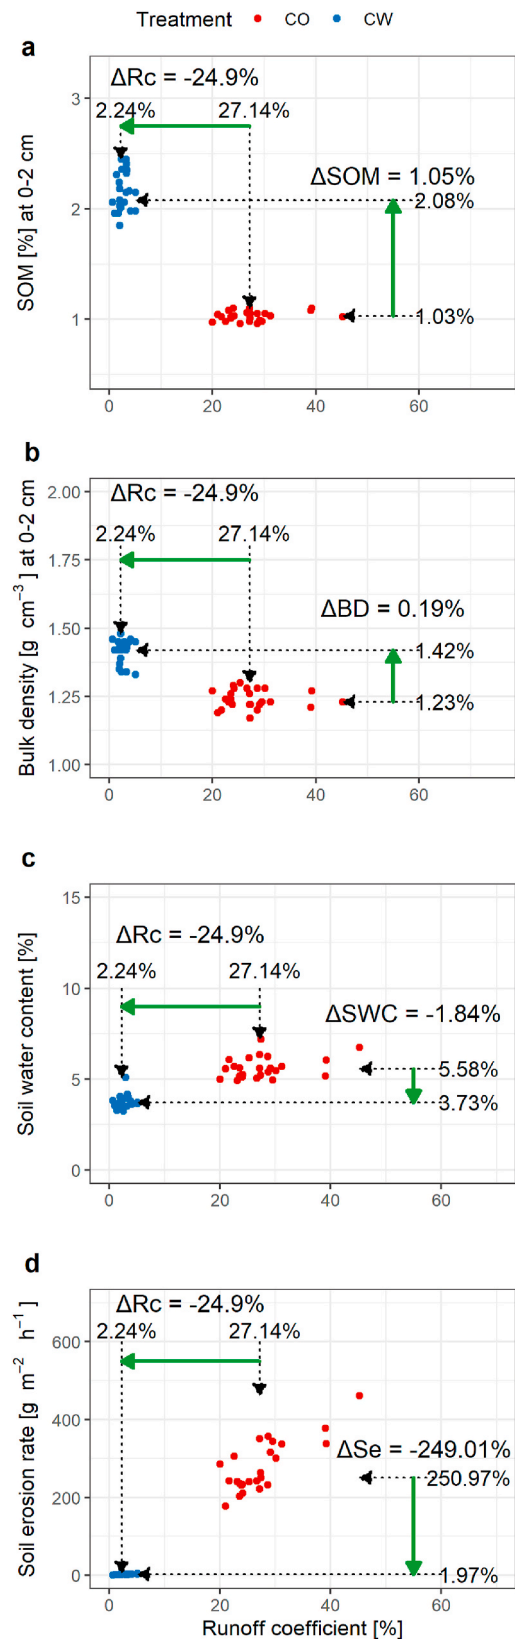 Treatment CO CW
a
ΔRc = -24.9%
2.24% 27.14%
ΔSOM = 1.05%
2.08%
1.03%
SOM [%] at 0-2 cm
3
2
1
0 20 40 60
b
ΔRc = -24.9%
2.24% 27.14%
ΔBD = 0.19%
1.42%
1.23%
Bulk density [g cm⁻³ ] at 0-2 cm
2.00
1.75
1.50
1.25
1.00
0 20 40 60
c
ΔRc = -24.9%
2.24% 27.14%
ΔSWC = -1.84%
5.58%
3.73%
Soil water content [%]
15
10
5
0
0 20 40 60
d
ΔRc = -24.9%
2.24% 27.14%
ΔSe = -249.01%
250.97%
1.97%
Soil erosion rate [g m⁻² h⁻¹ ]
600
400
200
0
0 20 40 60
Runoff coefficient [%]